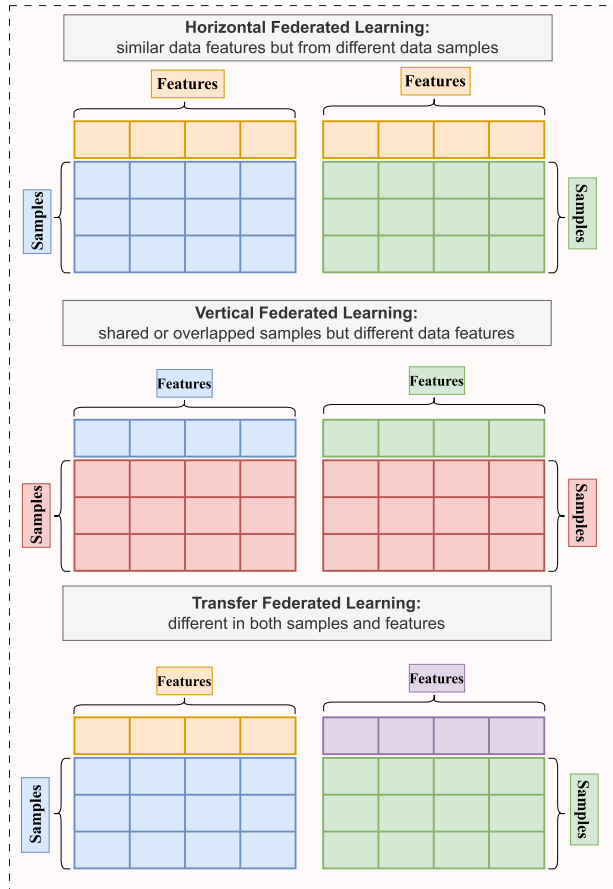 Horizontal Federated Learning:
similar data features but from different data samples
Features
Features
Samples
Samples
Vertical Federated Learning:
shared or overlapped samples but different data features
Features
Features
Samples
Samples
Transfer Federated Learning:
different in both samples and features
Features
Features
Samples
Samples